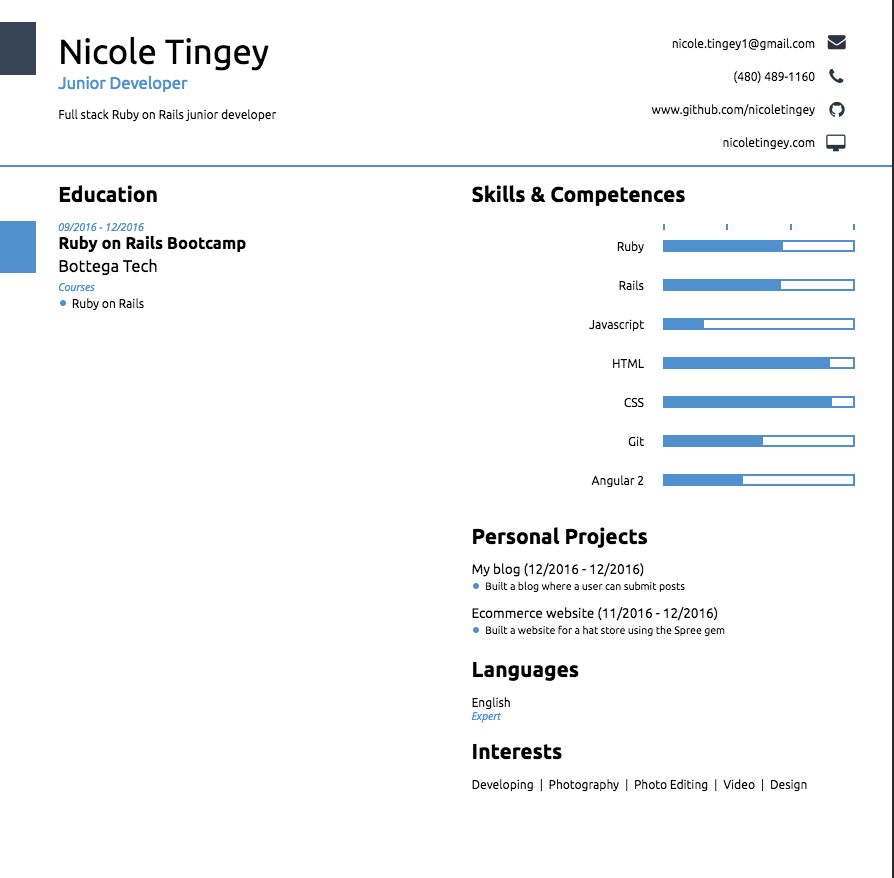 Nicole Tingey
Junior Developer
Full stack Ruby on Rails junior developer
nicole.tingey1@gmail.com
(480) 489-1160
www.github.com/nicoletingey
nicoletingey.com
Education
09/2016 - 12/2016
Ruby on Rails Bootcamp
Bottega Tech
Courses
Ruby on Rails
Skills & Competences
Ruby
Rails
Javascript
HTML
CSS
Git
Angular 2
Personal Projects
My blog (12/2016 - 12/2016)
Built a blog where a user can submit posts
Ecommerce website (11/2016 - 12/2016)
Built a website for a hat store using the Spree gem
Languages
English
Expert
Interests
Developing | Photography | Photo Editing | Video | Design